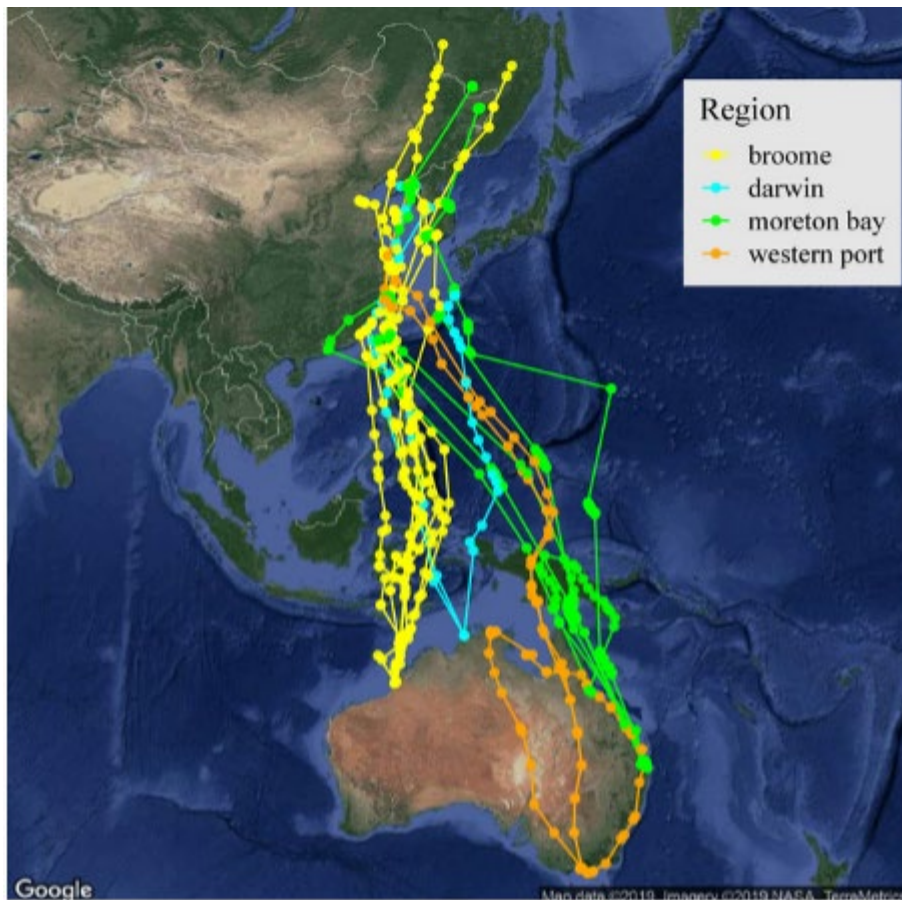 Region
broome
darwin
moreton bay
western port
Google
Map data ©2019, Imagery ©2019 NASA, TerraMetrics